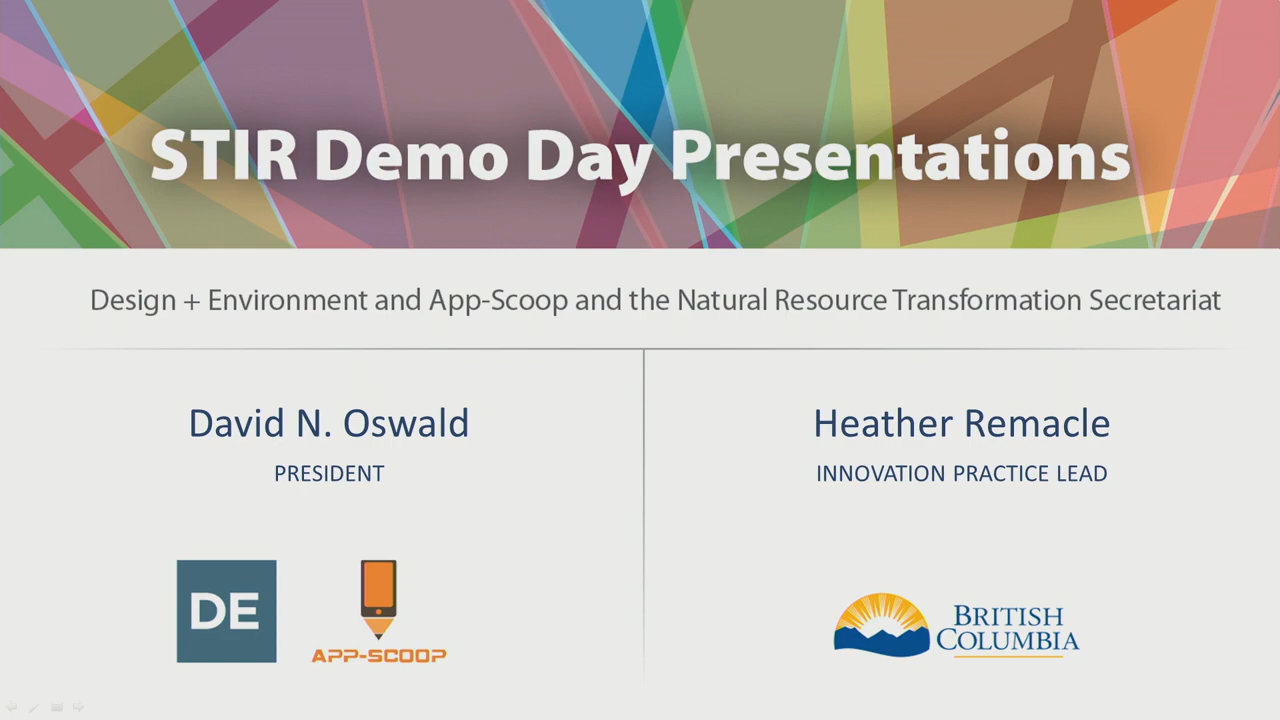 STIR Demo Day Presentations
Design + Environment and App-Scoop and the Natural Resource Transformation Secretariat
David N. Oswald
PRESIDENT
DE
APP-SCOOP
Heather Remacle
INNOVATION PRACTICE LEAD
BRITISH
COLUMBIA